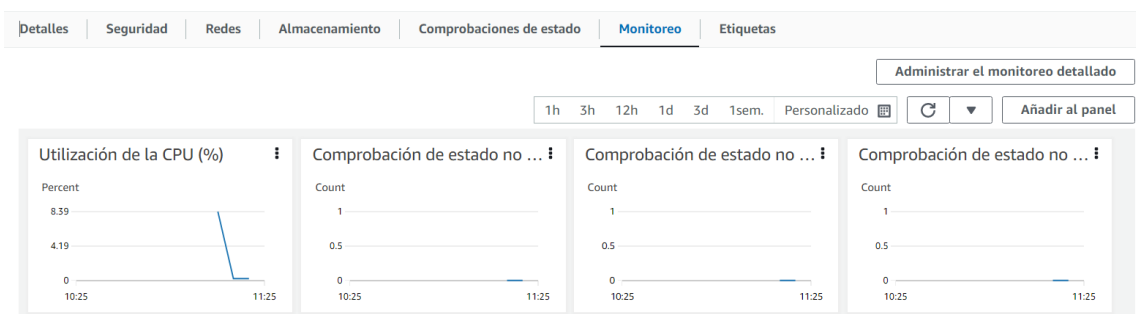 Detalles Seguridad Redes Almacenamiento Comprobaciones de estado Monitoreo Etiquetas
Administrar el monitoreo detallado
1h 3h 12h 1d 3d 1sem. Personalizado Añadir al panel
Utilización de la CPU (%) Comprobación de estado no ... Comprobación de estado no ... Comprobación de estado no ...
Percent Count Count Count
8.39 1 1 1
4.19 0.5 0.5 0.5
0 0 0 0
10:25 11:25 10:25 11:25 10:25 11:25 10:25 11:25